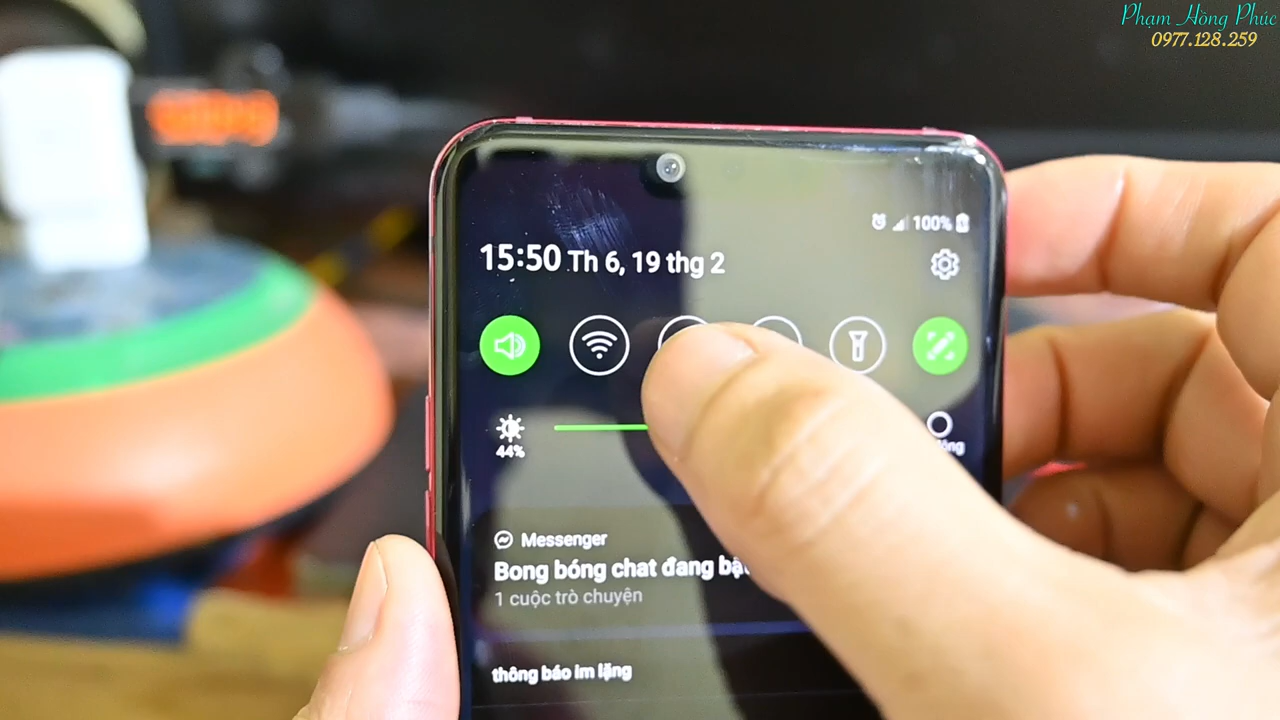 Phạm Hồng Phúc
0977.128.259
100%
15:50 Th 6, 19 thg 2
44%
Messenger
Bong bóng chat đang
1 cuộc trò chuyện
thông báo im lặng